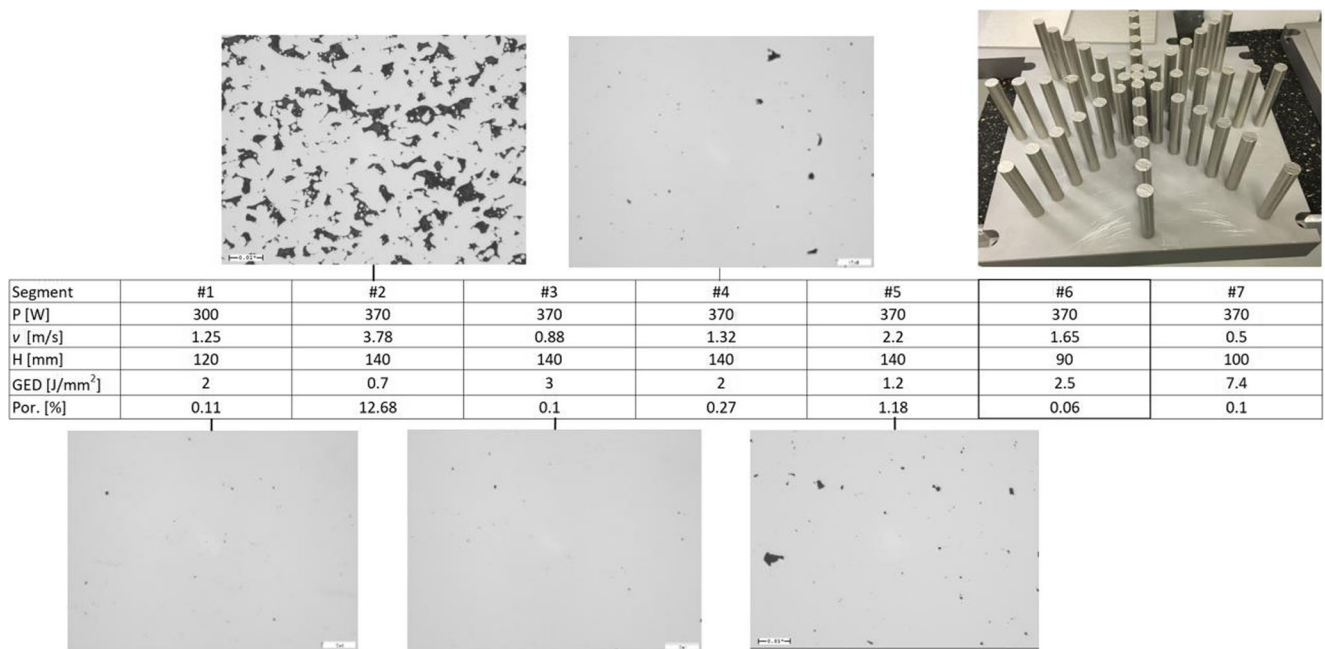 Segment #1 #2 #3 #4 #5 #6 #7
P [W] 300 370 370 370 370 370 370
v [m/s] 1.25 3.78 0.88 1.32 2.2 1.65 0.5
H [mm] 120 140 140 140 140 90 100
GED [J/mm²] 2 0.7 3 2 1.2 2.5 7.4
Por. [%] 0.11 12.68 0.1 0.27 1.18 0.06 0.1